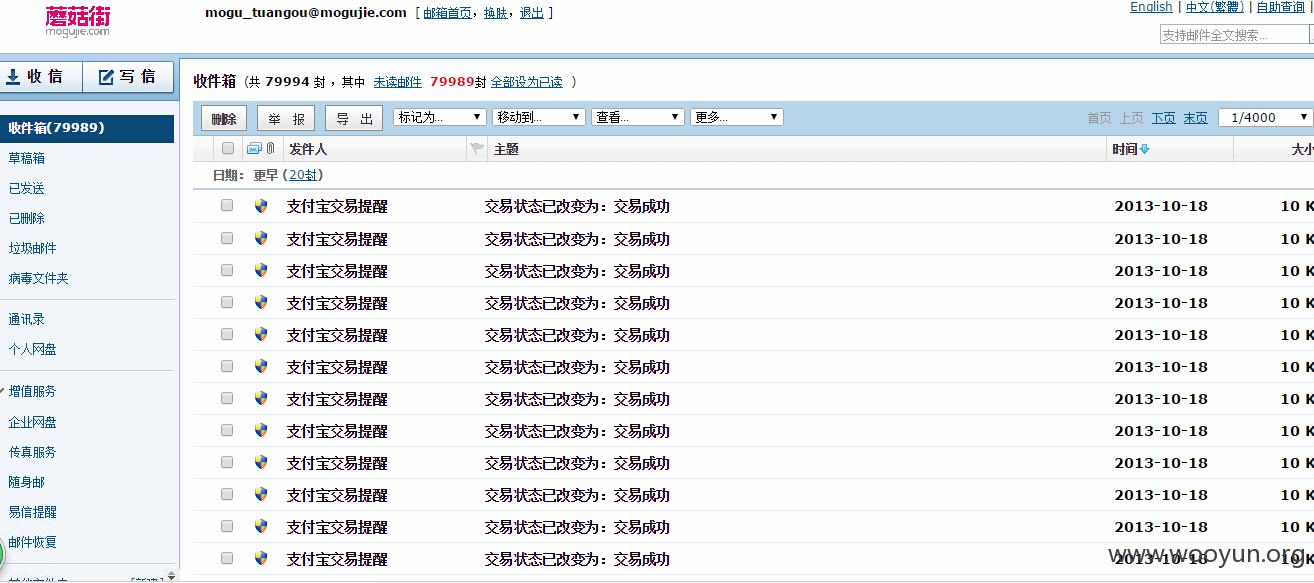 蘑菇街
mogujie.com
mogu_tuangou@mogujie.com [ 邮箱首页, 换肤, 退出 ]
English | 中文(繁體) | 自助查询 |
支持邮件全文搜索...
收 信 写 信
收件箱 (共 79994 封 ，其中 未读邮件 79989封 全部设为已读 )
删除 举 报 导 出 标记为... 移动到... 查看... 更多... 首页 上页 下页 末页 1/4000
发件人 主题 时间 大小
日期： 更早 (20封)
收件箱(79989)
草稿箱
已发送
已删除
垃圾邮件
病毒文件夹
通讯录
个人网盘
增值服务
企业网盘
传真服务
随身邮
易信提醒
邮件恢复
支付宝交易提醒 交易状态已改变为：交易成功 2013-10-18 10 K
支付宝交易提醒 交易状态已改变为：交易成功 2013-10-18 10 K
支付宝交易提醒 交易状态已改变为：交易成功 2013-10-18 10 K
支付宝交易提醒 交易状态已改变为：交易成功 2013-10-18 10 K
支付宝交易提醒 交易状态已改变为：交易成功 2013-10-18 10 K
支付宝交易提醒 交易状态已改变为：交易成功 2013-10-18 10 K
支付宝交易提醒 交易状态已改变为：交易成功 2013-10-18 10 K
支付宝交易提醒 交易状态已改变为：交易成功 2013-10-18 10 K
支付宝交易提醒 交易状态已改变为：交易成功 2013-10-18 10 K
支付宝交易提醒 交易状态已改变为：交易成功 2013-10-18 10 K
支付宝交易提醒 交易状态已改变为：交易成功 2013-10-18 10 K
支付宝交易提醒 交易状态已改变为：交易成功 2013-10-18 10 K
www.wooyun.org